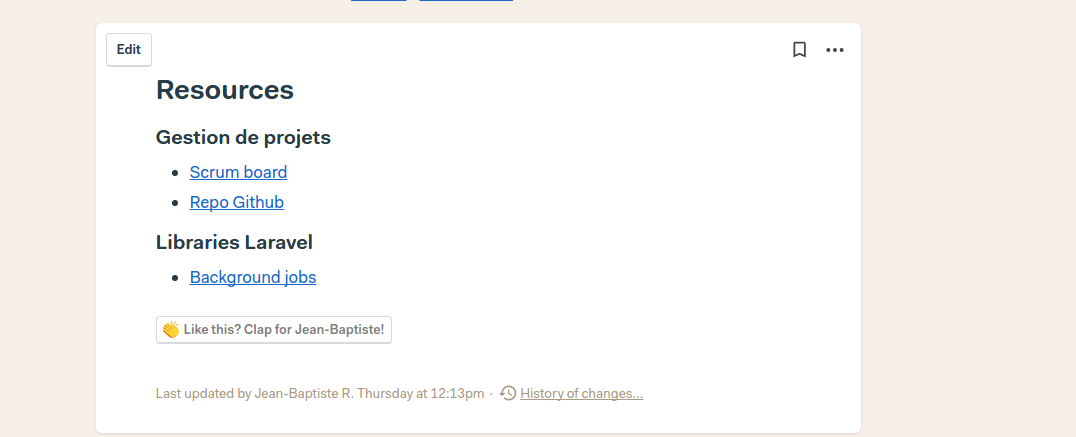 Edit
Resources
Gestion de projets
Scrum board
Repo Github
Libraries Laravel
Background jobs
👏 Like this? Clap for Jean-Baptiste!
Last updated by Jean-Baptiste R. Thursday at 12:13pm · History of changes...